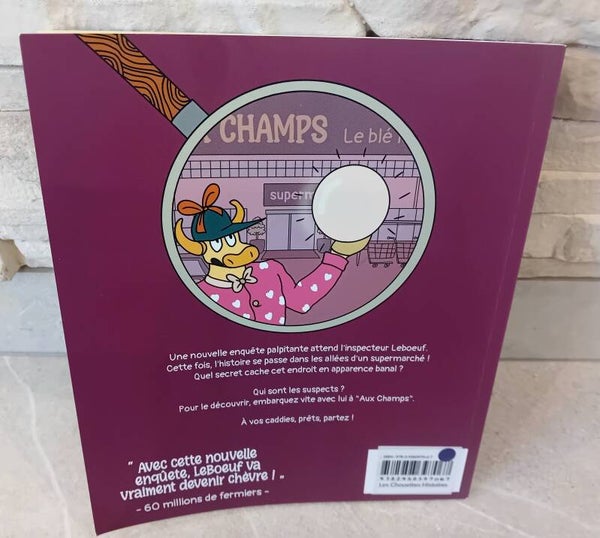 CHAMPS Le blé
superm
Une nouvelle enquête palpitante attend l'inspecteur Leboeuf.
Cette fois, l'histoire se passe dans les allées d'un supermarché !
Quel secret cache cet endroit en apparence banal ?
Qui sont les suspects ?
Pour le découvrir, embarquez vite avec lui à "Aux Champs".
À vos caddies, prêts, partez !
" Avec cette nouvelle
enquête, LeBoeuf va
vraiment devenir chèvre ! "
- 60 millions de fermiers -
Les Chouettes Histoires